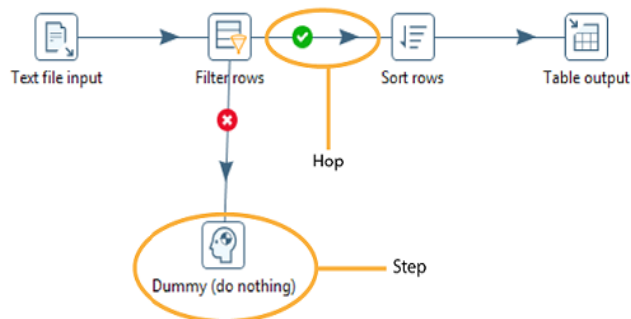 Text file input
Filter rows
Sort rows
Table output
Hop
Dummy (do nothing)
Step